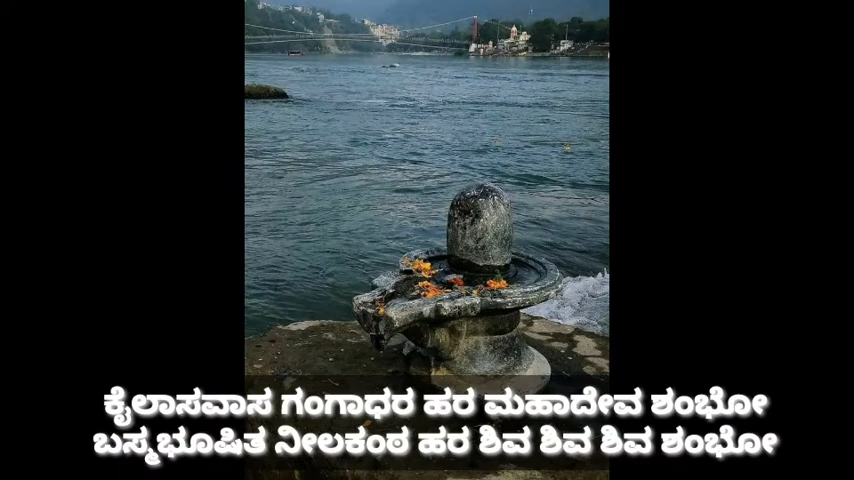 ಕೈಲಾಸವಾಸ ಗಂಗಾಧರ ಹರ ಮಹಾದೇವ ಶಂಭೋ
ಬಸ್ಮಭೂಷಿತ ನೀಲಕಂಠ ಹರ ಶಿವ ಶಿವ ಶಿವ ಶಂಭೋ